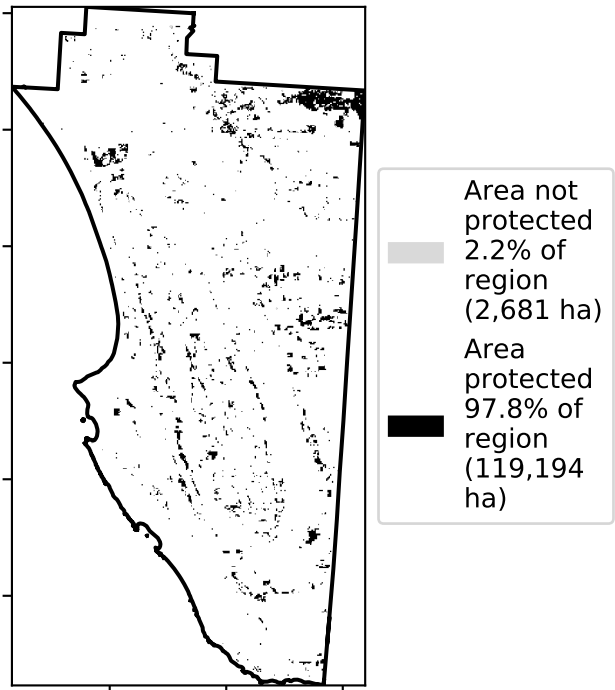 Area not
protected
2.2% of
region
(2,681 ha)
Area
protected
97.8% of
region
(119,194
ha)